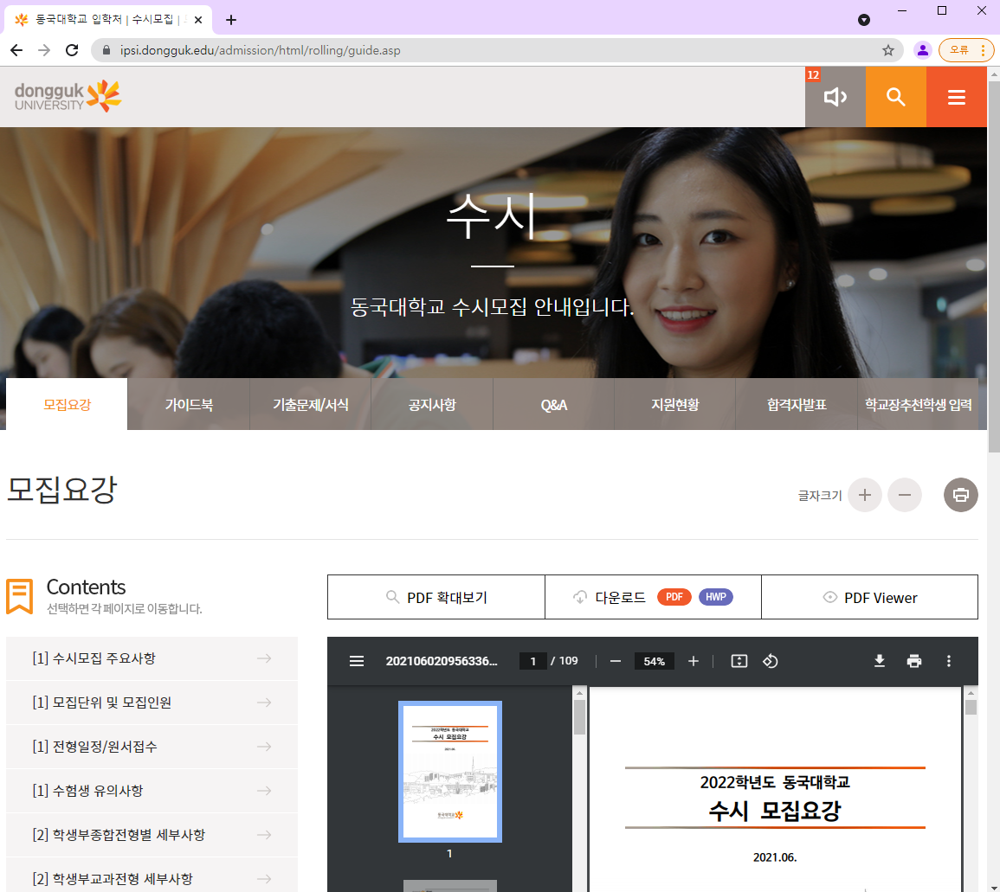 동국대학교 입학처 | 수시모집 |
ipsi.dongguk.edu/admission/html/rolling/guide.asp
오류
dongguk
UNIVERSITY
12
수시
동국대학교 수시모집 안내입니다.
모집요강
가이드북
기출문제/서식
공지사항
Q&A
지원현황
합격자발표
학교장추천학생 입력
모집요강
글자크기
Contents
선택하면 각 페이지로 이동합니다.
PDF 확대보기
다운로드 PDF HWP
PDF Viewer
[1] 수시모집 주요사항
[1] 모집단위 및 모집인원
[1] 전형일정/원서접수
[1] 수험생 유의사항
[2] 학생부종합전형별 세부사항
[2] 학생부교과전형 세부사항
202106020956336...
1 / 109
54%
2022학년도 동국대학교
수시 모집요강
2021.06.
동국대학교
1
2022학년도 동국대학교
수시 모집요강
2021.06.